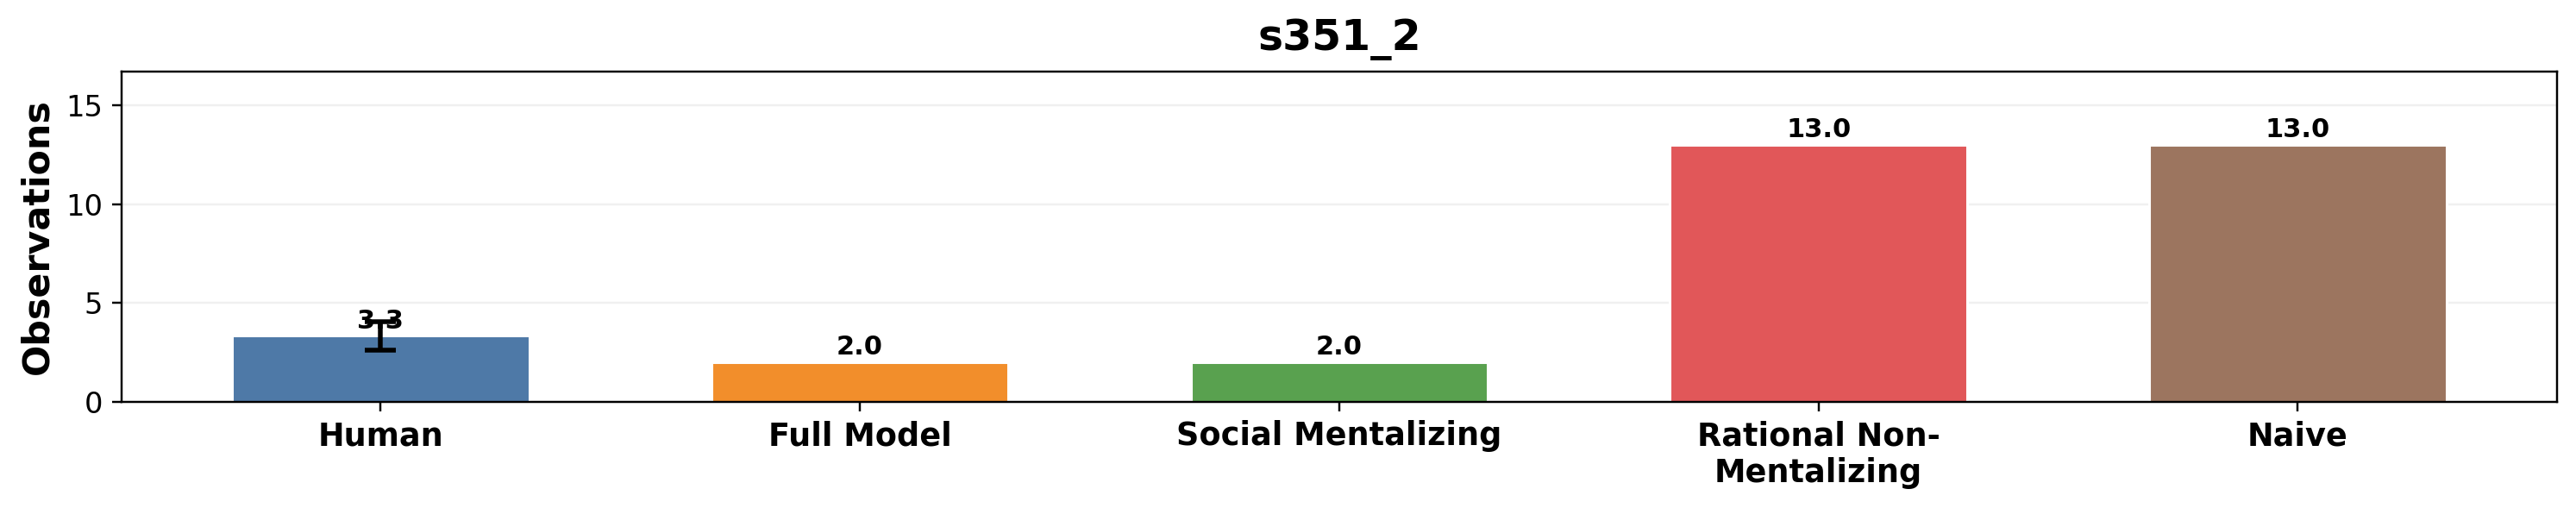 s351_2
Observations
15
10
5
0
3.3
2.0
2.0
13.0
13.0
Human
Full Model
Social Mentalizing
Rational Non-
Mentalizing
Naive